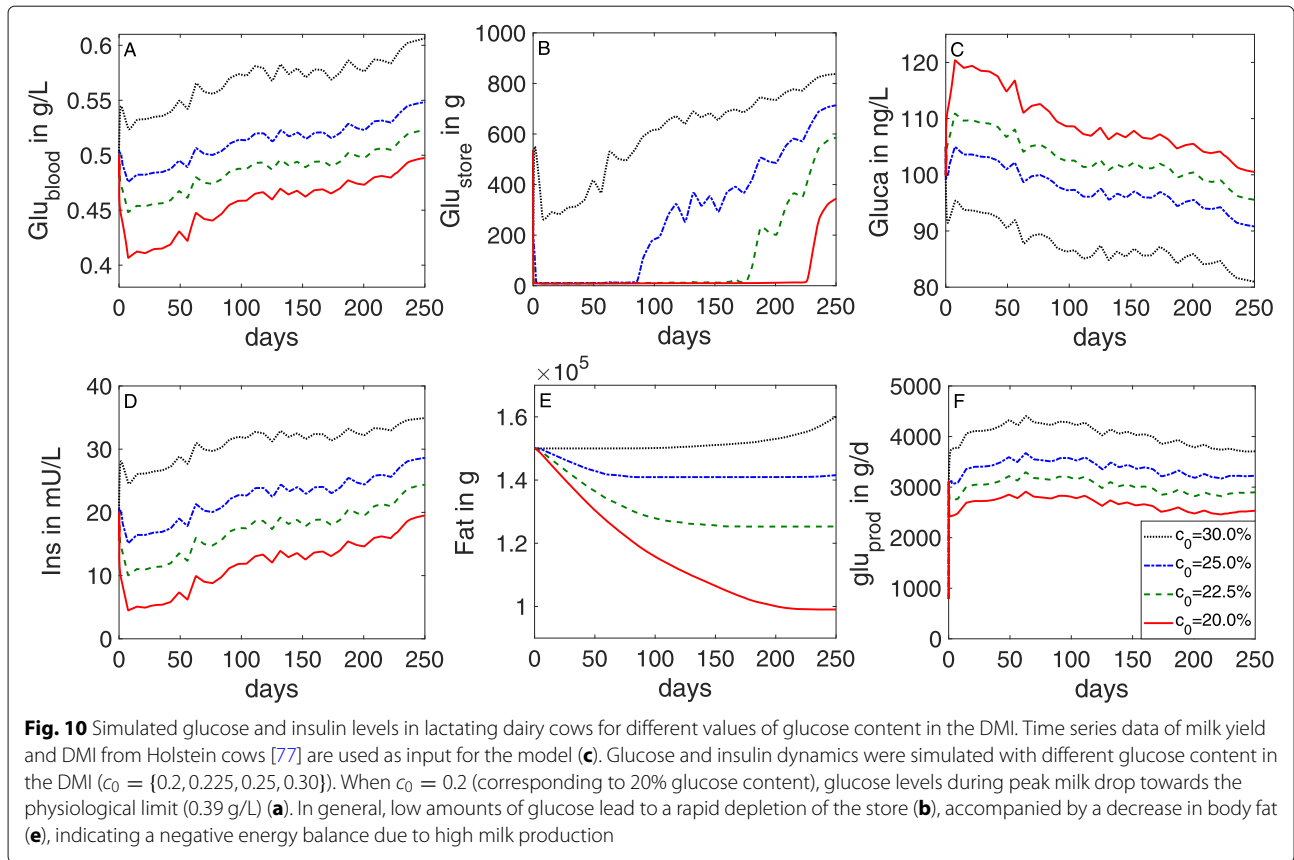 A
Glu_blood in g/L
0.6
0.55
0.5
0.45
0.4
0 50 100 150 200 250
days
B
Glu_store in g
1000
800
600
400
200
0
0 50 100 150 200 250
days
C
Gluca in ng/L
120
110
100
90
80
0 50 100 150 200 250
days
D
Ins in mU/L
40
30
20
10
0
0 50 100 150 200 250
days
E
×10^5
Fat in g
1.6
1.4
1.2
1
0 50 100 150 200 250
days
F
glu_prod in g/d
5000
4000
3000
2000
1000
0
0 50 100 150 200 250
days
c_0=30.0%
c_0=25.0%
c_0=22.5%
c_0=20.0%
Fig. 10 Simulated glucose and insulin levels in lactating dairy cows for different values of glucose content in the DMI. Time series data of milk yield
and DMI from Holstein cows [77] are used as input for the model (c). Glucose and insulin dynamics were simulated with different glucose content in
the DMI (c_0 = {0.2, 0.225, 0.25, 0.30}). When c_0 = 0.2 (corresponding to 20% glucose content), glucose levels during peak milk drop towards the
physiological limit (0.39 g/L) (a). In general, low amounts of glucose lead to a rapid depletion of the store (b), accompanied by a decrease in body fat
(e), indicating a negative energy balance due to high milk production